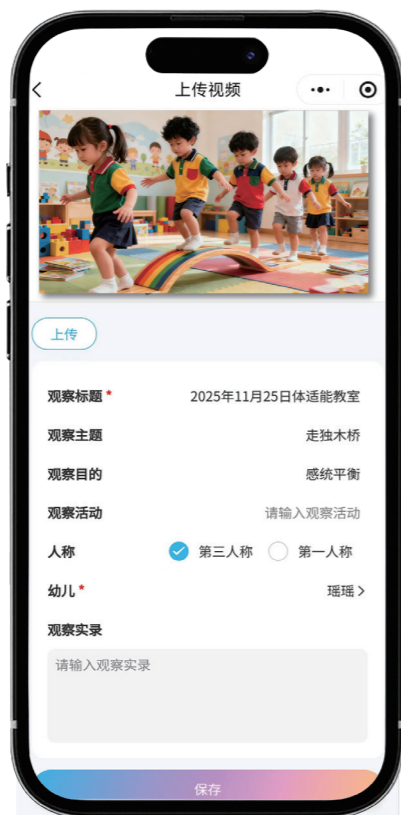 上传视频
上传
观察标题 * 2025年11月25日体适能教室
观察主题 走独木桥
观察目的 感统平衡
观察活动 请输入观察活动
人称 第三人称 第一人称
幼儿 * 瑶瑶 >
观察实录
请输入观察实录
保存